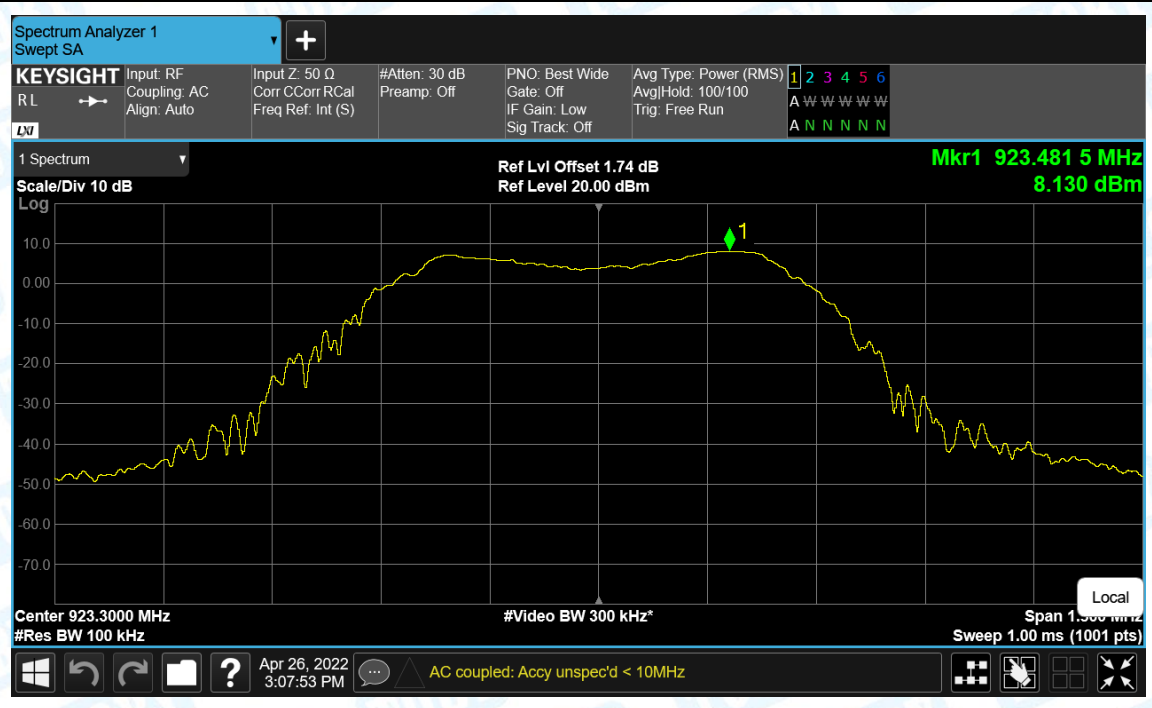 Spectrum Analyzer 1
Swept SA
+
KEYSIGHT
R L
LXI
Input: RF
Coupling: AC
Align: Auto
Input Z: 50 Ω
Corr CCorr RCal
Freq Ref: Int (S)
#Atten: 30 dB
Preamp: Off
PNO: Best Wide
Gate: Off
IF Gain: Low
Sig Track: Off
Avg Type: Power (RMS)
Avg|Hold: 100/100
Trig: Free Run
1 2 3 4 5 6
A W W W W W
A N N N N N
1 Spectrum
Scale/Div 10 dB
Ref Lvl Offset 1.74 dB
Ref Level 20.00 dBm
Mkr1 923.481 5 MHz
8.130 dBm
Log
1
10.0
0.00
-10.0
-20.0
-30.0
-40.0
-50.0
-60.0
-70.0
Local
Center 923.3000 MHz
#Video BW 300 kHz*
Span 1.500 MHz
#Res BW 100 kHz
Sweep 1.00 ms (1001 pts)
?
Apr 26, 2022
3:07:53 PM
AC coupled: Accy unspec'd < 10MHz